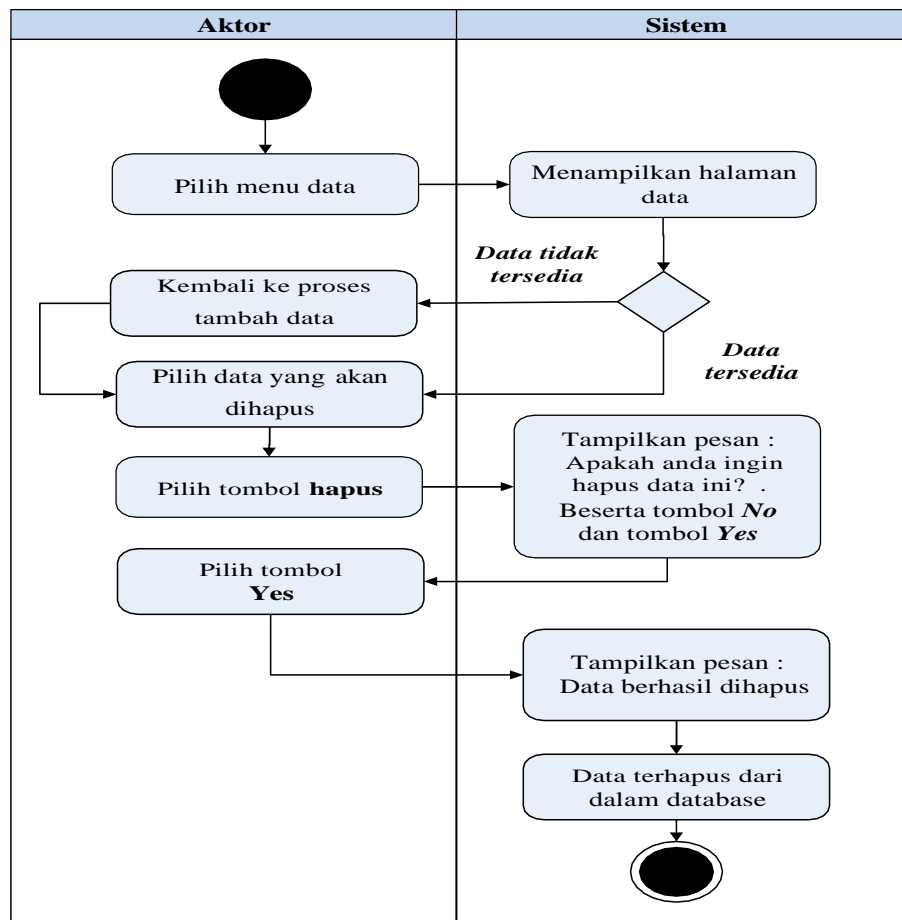 Aktor
Sistem
Pilih menu data
Menampilkan halaman
data
Data tidak
tersedia
Kembali ke proses
tambah data
Data
tersedia
Pilih data yang akan
dihapus
Pilih tombol hapus
Tampilkan pesan :
Apakah anda ingin
hapus data ini? .
Beserta tombol No
dan tombol Yes
Pilih tombol
Yes
Tampilkan pesan :
Data berhasil dihapus
Data terhapus dari
dalam database